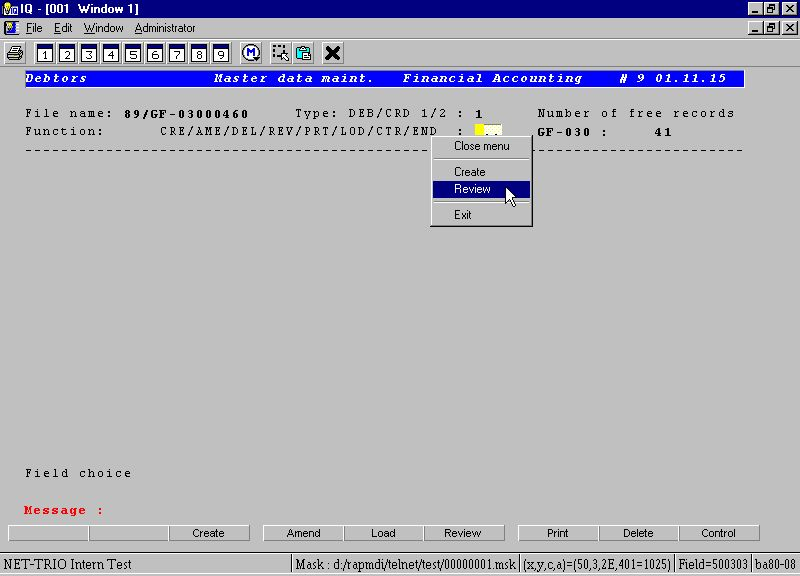 IQ - [001 Window 1]
File Edit Window Administrator
1 2 3 4 5 6 7 8 9 M
Debtors Master data maint. Financial Accounting # 9 01.11.15
File name: 89/GF-03000460 Type: DEB/CRD 1/2 : 1 Number of free records
Function: CRE/AME/DEL/REV/PRT/LOD/CTR/END : .. GF-030 : 41
Close menu
Create
Review
Exit
Field choice
Message :
Create Amend Load Review Print Delete Control
NET-TRIO Intern Test Mask : d:/rapmdi/telnet/test/00000001.msk (x,y,c,a)=(50,3,2E,401=1025) Field=500303 ba80-08